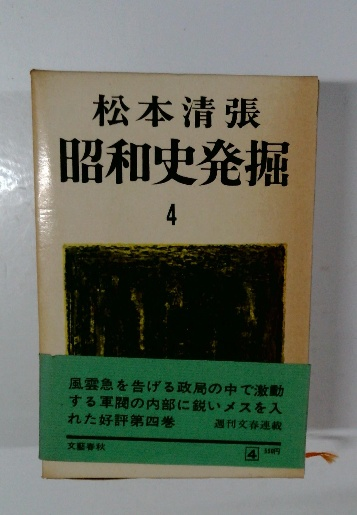 松本清張
昭和史発掘
4
風雲急を告げる政局の中で激動
する軍閥の内部に鋭いメスを入
れた好評第四巻
週刊文春連載
文藝春秋
4